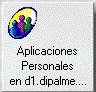 Aplicaciones
Personales
en d1.dipalme....